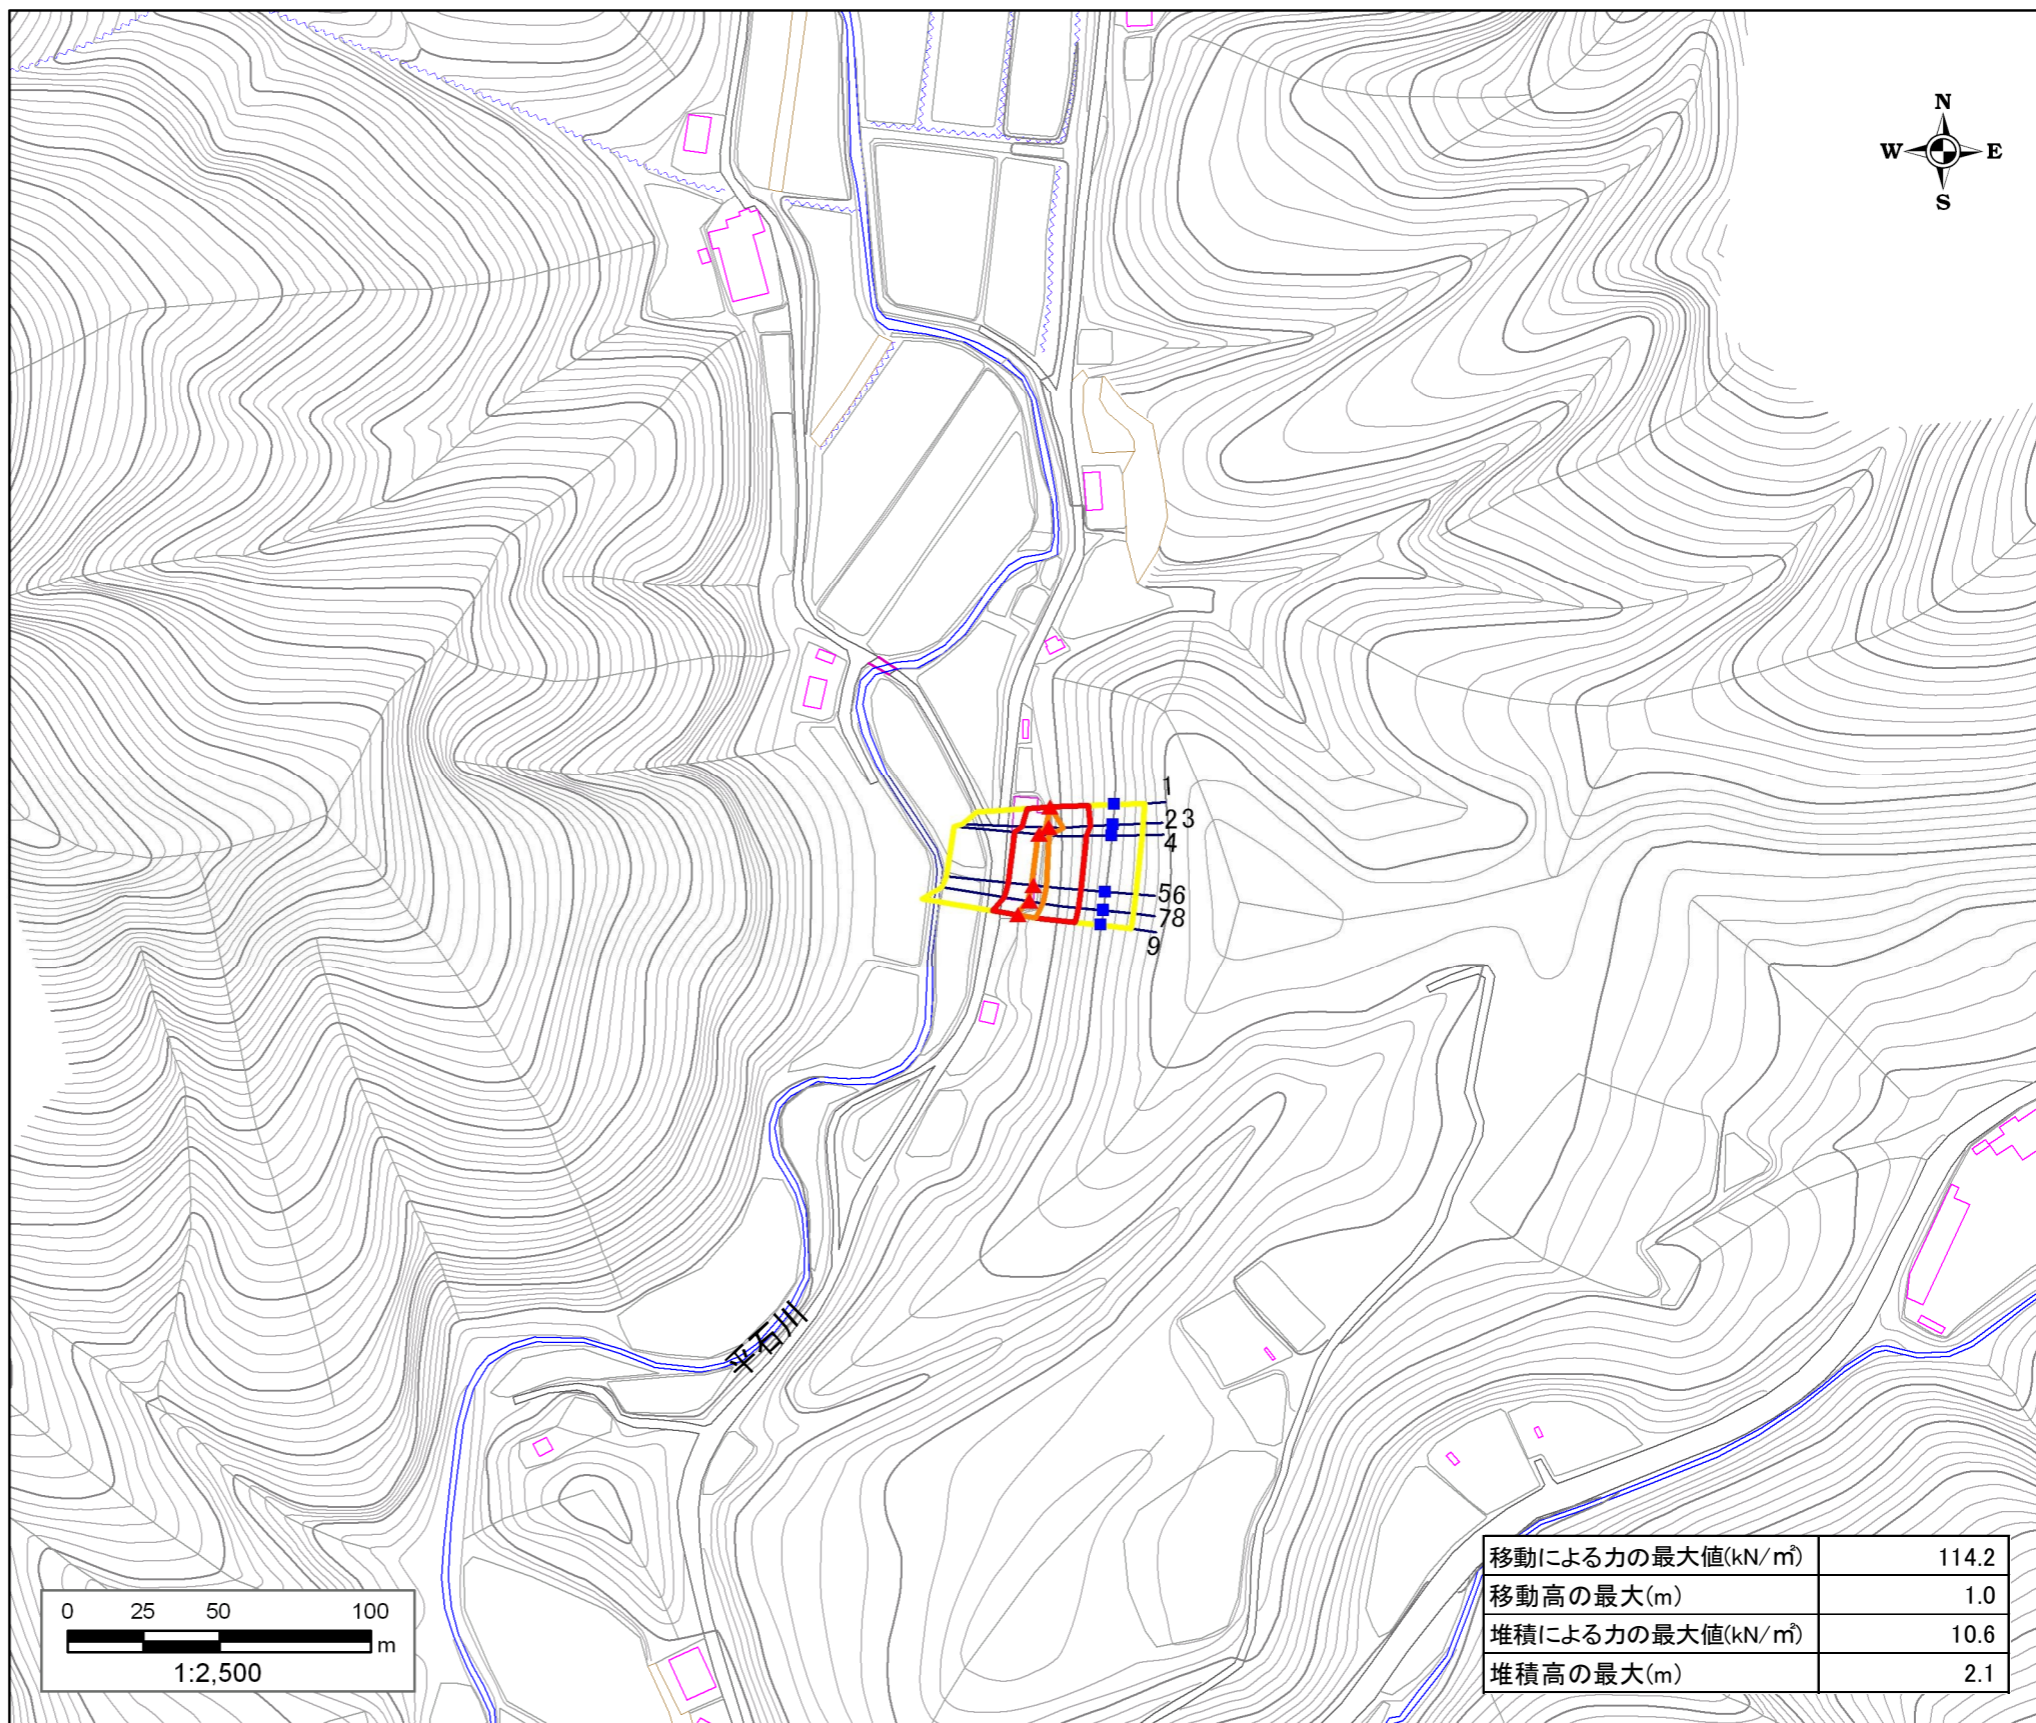 N
W E
S
1
2 3
4
5 6
7 8
9
平石川
0 25 50 100
m
1:2,500
移動による力の最大値(kN/㎡) 114.2
移動高の最大(m) 1.0
堆積による力の最大値(kN/㎡) 10.6
堆積高の最大(m) 2.1